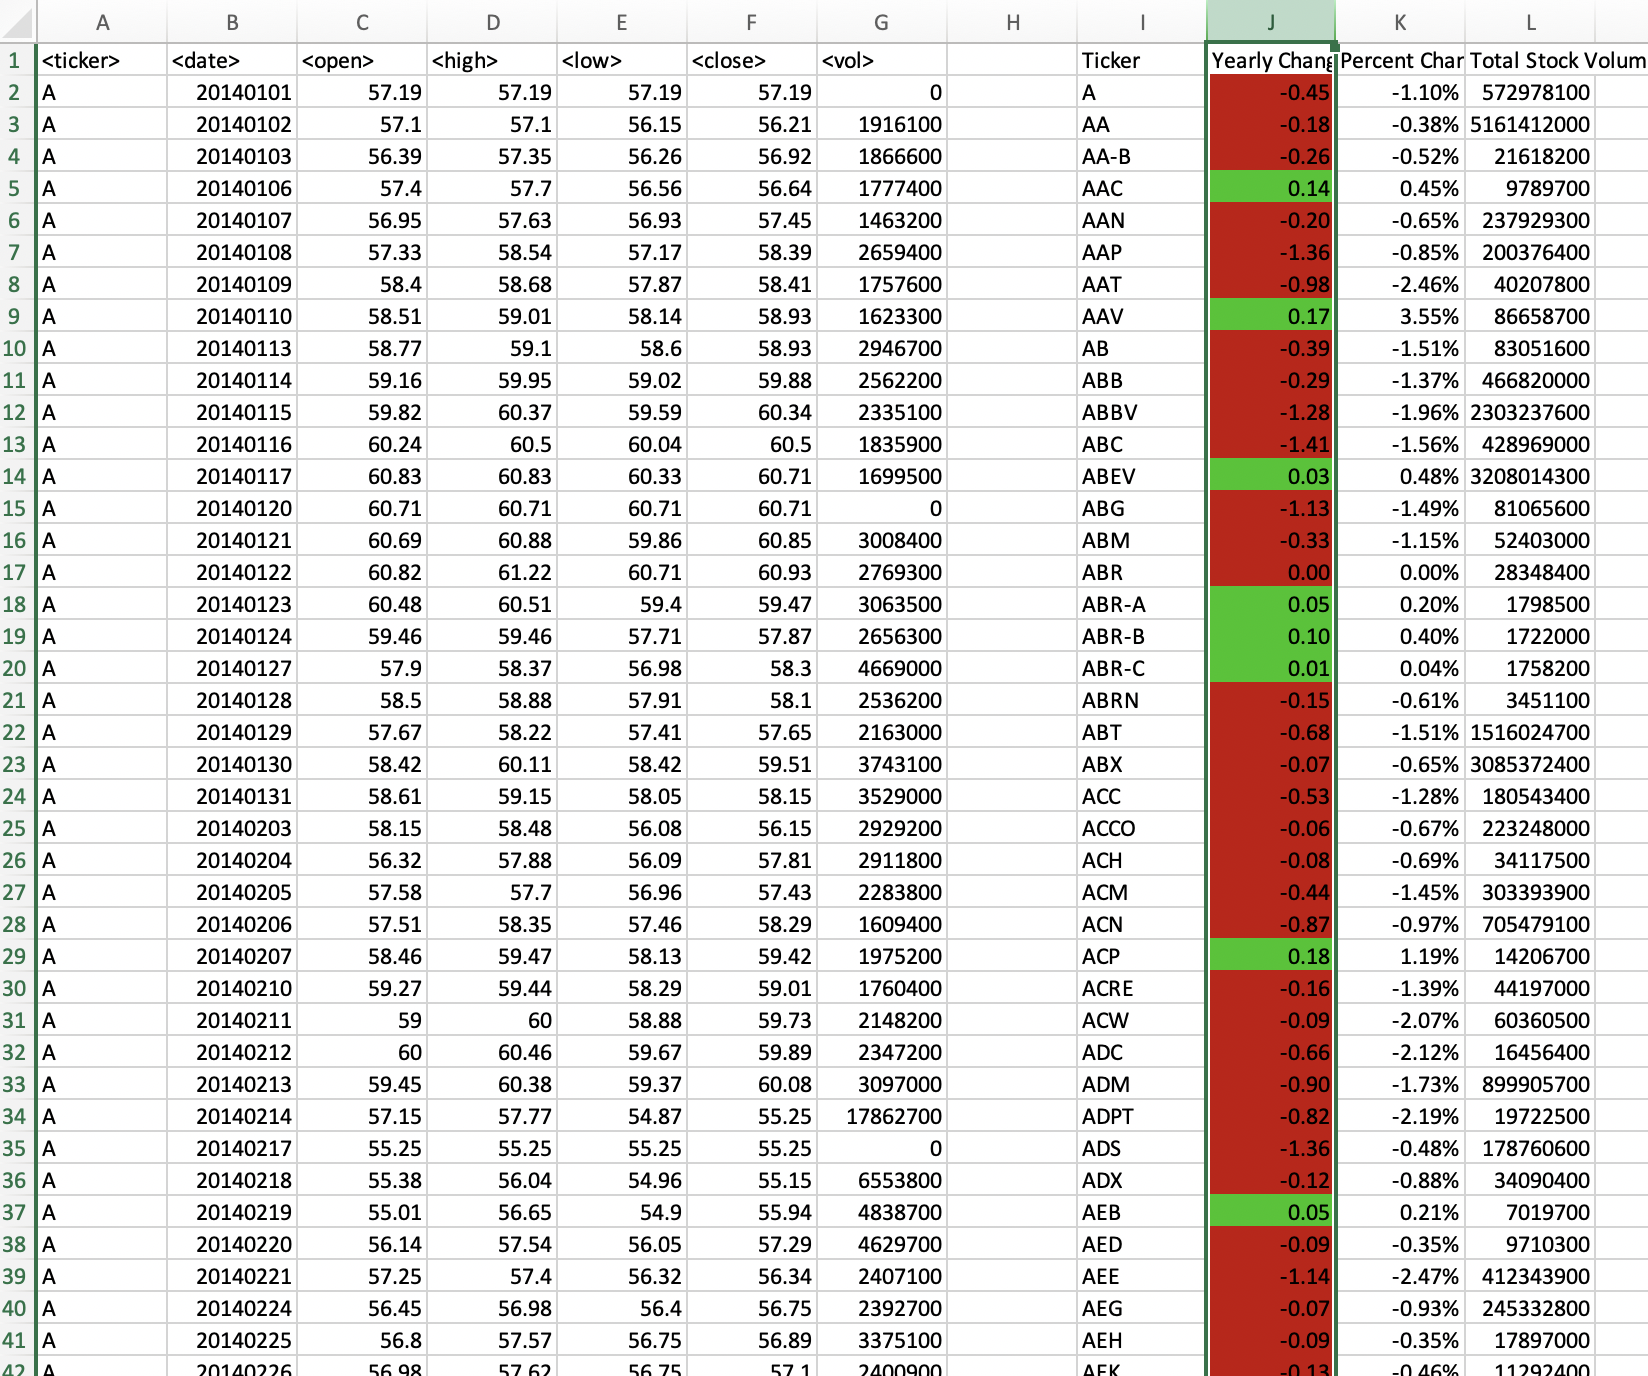 A B C D E F G H I J K L
1 <ticker> <date> <open> <high> <low> <close> <vol> Ticker Yearly Chang Percent Char Total Stock Volum
2 A 20140101 57.19 57.19 57.19 57.19 0 A -0.45 -1.10% 572978100
3 A 20140102 57.1 57.1 56.15 56.21 1916100 AA -0.18 -0.38% 5161412000
4 A 20140103 56.39 57.35 56.26 56.92 1866600 AA-B -0.26 -0.52% 21618200
5 A 20140106 57.4 57.7 56.56 56.64 1777400 AAC 0.14 0.45% 9789700
6 A 20140107 56.95 57.63 56.93 57.45 1463200 AAN -0.20 -0.65% 237929300
7 A 20140108 57.33 58.54 57.17 58.39 2659400 AAP -1.36 -0.85% 200376400
8 A 20140109 58.4 58.68 57.87 58.41 1757600 AAT -0.98 -2.46% 40207800
9 A 20140110 58.51 59.01 58.14 58.93 1623300 AAV 0.17 3.55% 86658700
10 A 20140113 58.77 59.1 58.6 58.93 2946700 AB -0.39 -1.51% 83051600
11 A 20140114 59.16 59.95 59.02 59.88 2562200 ABB -0.29 -1.37% 466820000
12 A 20140115 59.82 60.37 59.59 60.34 2335100 ABBV -1.28 -1.96% 2303237600
13 A 20140116 60.24 60.5 60.04 60.5 1835900 ABC -1.41 -1.56% 428969000
14 A 20140117 60.83 60.83 60.33 60.71 1699500 ABEV 0.03 0.48% 3208014300
15 A 20140120 60.71 60.71 60.71 60.71 0 ABG -1.13 -1.49% 81065600
16 A 20140121 60.69 60.88 59.86 60.85 3008400 ABM -0.33 -1.15% 52403000
17 A 20140122 60.82 61.22 60.71 60.93 2769300 ABR 0.00 0.00% 28348400
18 A 20140123 60.48 60.51 59.4 59.47 3063500 ABR-A 0.05 0.20% 1798500
19 A 20140124 59.46 59.46 57.71 57.87 2656300 ABR-B 0.10 0.40% 1722000
20 A 20140127 57.9 58.37 56.98 58.3 4669000 ABR-C 0.01 0.04% 1758200
21 A 20140128 58.5 58.88 57.91 58.1 2536200 ABRN -0.15 -0.61% 3451100
22 A 20140129 57.67 58.22 57.41 57.65 2163000 ABT -0.68 -1.51% 1516024700
23 A 20140130 58.42 60.11 58.42 59.51 3743100 ABX -0.07 -0.65% 3085372400
24 A 20140131 58.61 59.15 58.05 58.15 3529000 ACC -0.53 -1.28% 180543400
25 A 20140203 58.15 58.48 56.08 56.15 2929200 ACCO -0.06 -0.67% 223248000
26 A 20140204 56.32 57.88 56.09 57.81 2911800 ACH -0.08 -0.69% 34117500
27 A 20140205 57.58 57.7 56.96 57.43 2283800 ACM -0.44 -1.45% 303393900
28 A 20140206 57.51 58.35 57.46 58.29 1609400 ACN -0.87 -0.97% 705479100
29 A 20140207 58.46 59.47 58.13 59.42 1975200 ACP 0.18 1.19% 14206700
30 A 20140210 59.27 59.44 58.29 59.01 1760400 ACRE -0.16 -1.39% 44197000
31 A 20140211 59 60 58.88 59.73 2148200 ACW -0.09 -2.07% 60360500
32 A 20140212 60 60.46 59.67 59.89 2347200 ADC -0.66 -2.12% 16456400
33 A 20140213 59.45 60.38 59.37 60.08 3097000 ADM -0.90 -1.73% 899905700
34 A 20140214 57.15 57.77 54.87 55.25 17862700 ADPT -0.82 -2.19% 19722500
35 A 20140217 55.25 55.25 55.25 55.25 0 ADS -1.36 -0.48% 178760600
36 A 20140218 55.38 56.04 54.96 55.15 6553800 ADX -0.12 -0.88% 34090400
37 A 20140219 55.01 56.65 54.9 55.94 4838700 AEB 0.05 0.21% 7019700
38 A 20140220 56.14 57.54 56.05 57.29 4629700 AED -0.09 -0.35% 9710300
39 A 20140221 57.25 57.4 56.32 56.34 2407100 AEE -1.14 -2.47% 412343900
40 A 20140224 56.45 56.98 56.4 56.75 2392700 AEG -0.07 -0.93% 245332800
41 A 20140225 56.8 57.57 56.75 56.89 3375100 AEH -0.09 -0.35% 17897000
42 A 20140226 56.98 57.62 56.75 57.1 2400900 AEK -0.13 -0.46% 11292400